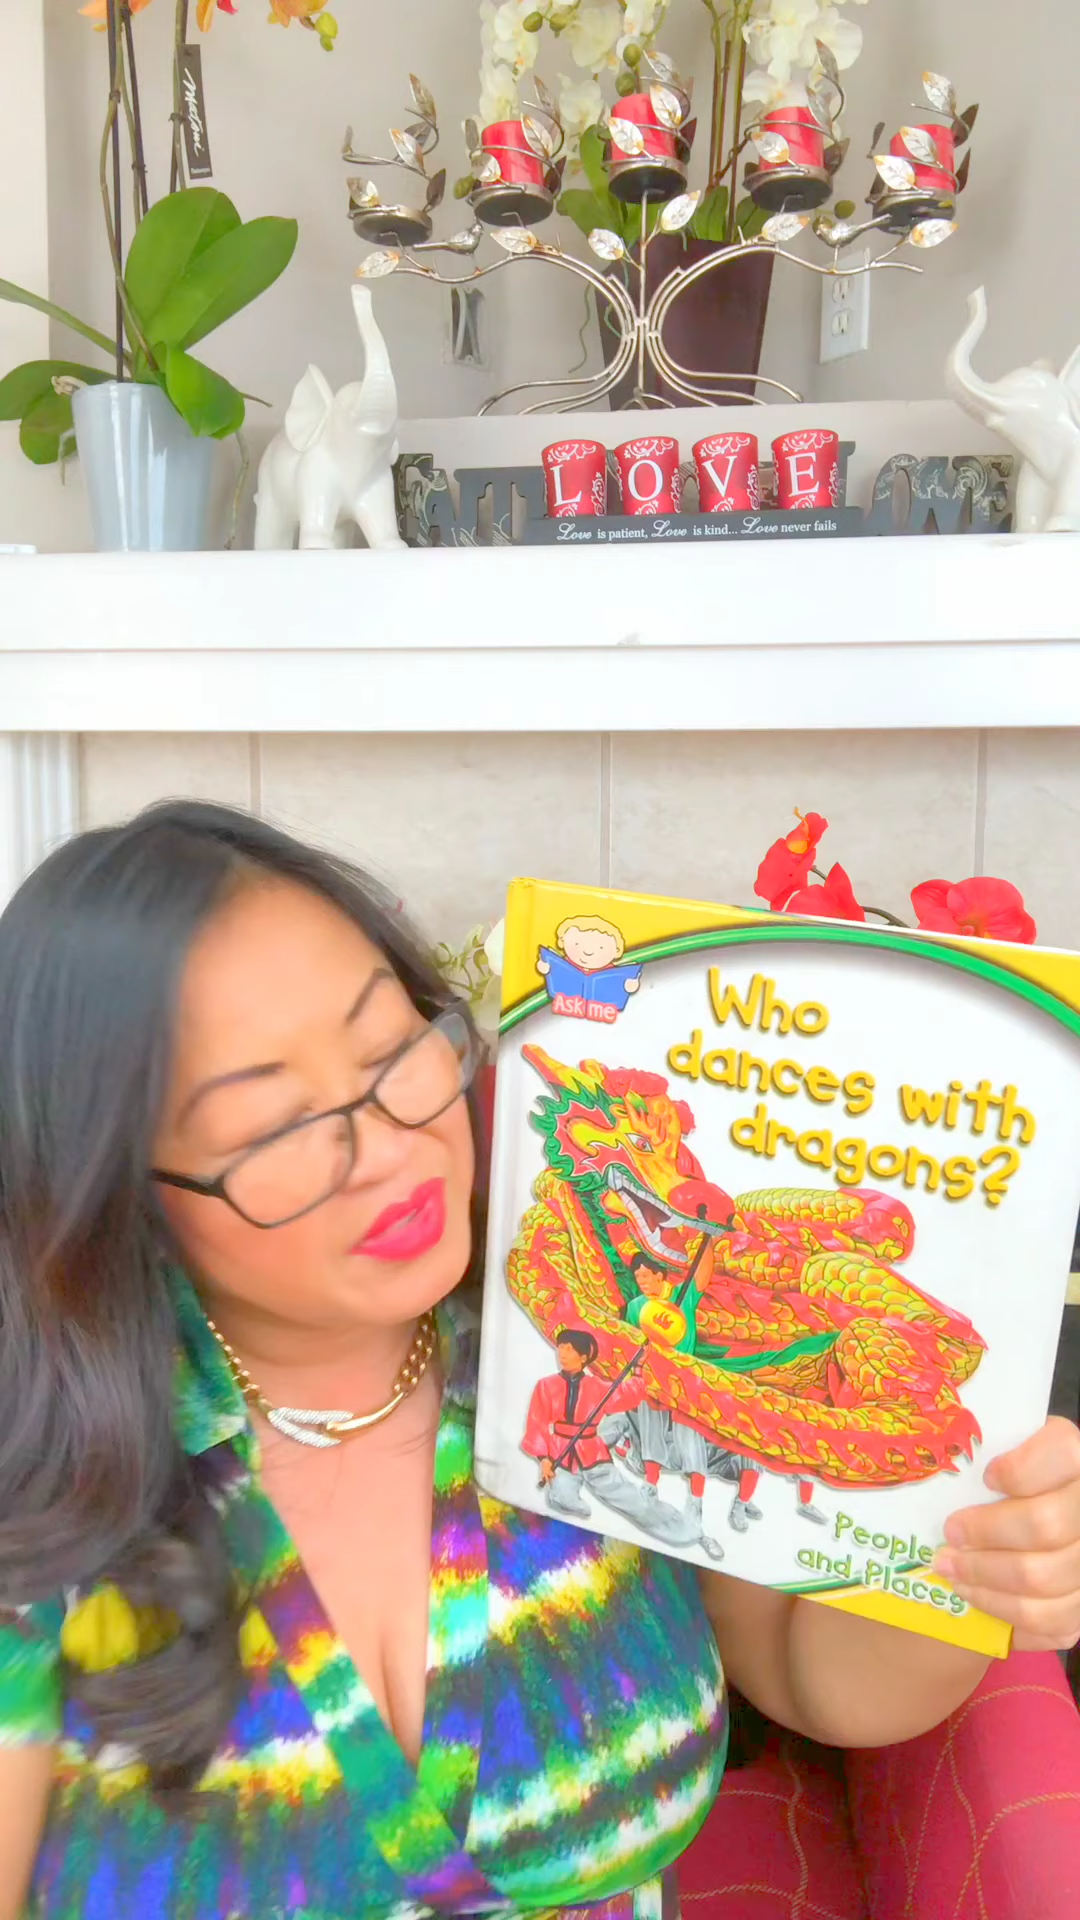 L O V E
Love is patient, Love is kind... Love never fails
FAITH
LOVE
Ask me
Who
dances with
dragons?
People
and Places